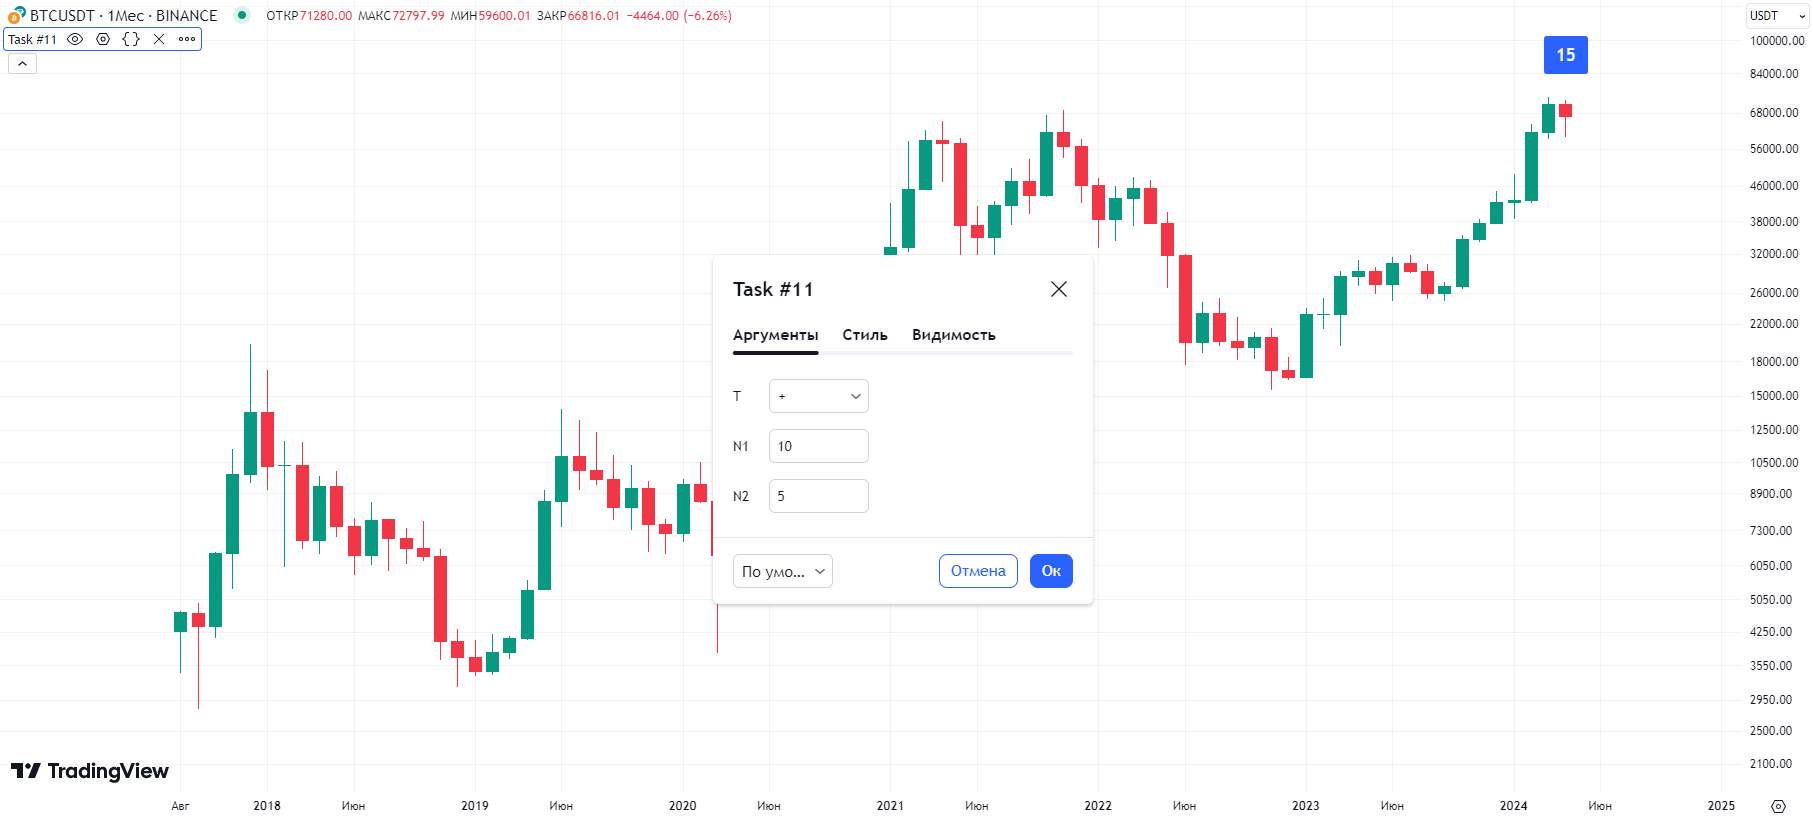 BTCUSDT · 1Мес · BINANCE ОТКР71280.00 МАКС72797.99 МИН59600.01 ЗАКР66816.01 −4464.00 (−6.26%)
USDT
Task #11
15
100000.00
84000.00
68000.00
56000.00
46000.00
38000.00
32000.00
26000.00
22000.00
18000.00
15000.00
12500.00
10500.00
8900.00
7300.00
6050.00
5050.00
4250.00
3550.00
2950.00
2500.00
2100.00
Task #11
Аргументы Стиль Видимость
T +
N1 10
N2 5
По умо... Отмена Ок
TradingView
Авг 2018 Июн 2019 Июн 2020 Июн 2021 Июн 2022 Июн 2023 Июн 2024 Июн 2025